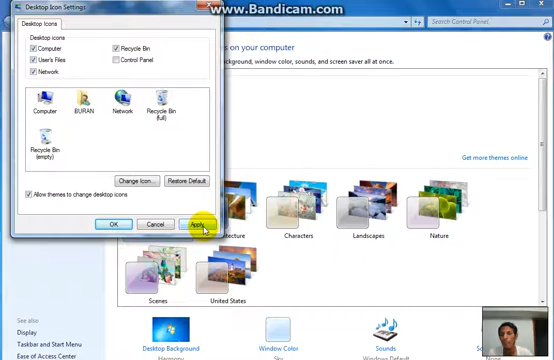 Desktop Icon Settings
www.Bandicam.com
Search Control Panel
Desktop Icons
Desktop icons
Computer
Recycle Bin
User's Files
Control Panel
Network
on your computer
window color, sounds, and screen saver all at once.
Computer
BURAN
Network
Recycle Bin
(full)
Recycle Bin
(empty)
Get more themes online
Change Icon...
Restore Default
Allow themes to change desktop icons
OK
Cancel
Apply
Characters
Landscapes
Nature
Scenes
United States
See also
Display
Taskbar and Start Menu
Ease of Access Center
Desktop Background
Harmony
Window Color
Sky
Sounds
Windows Default